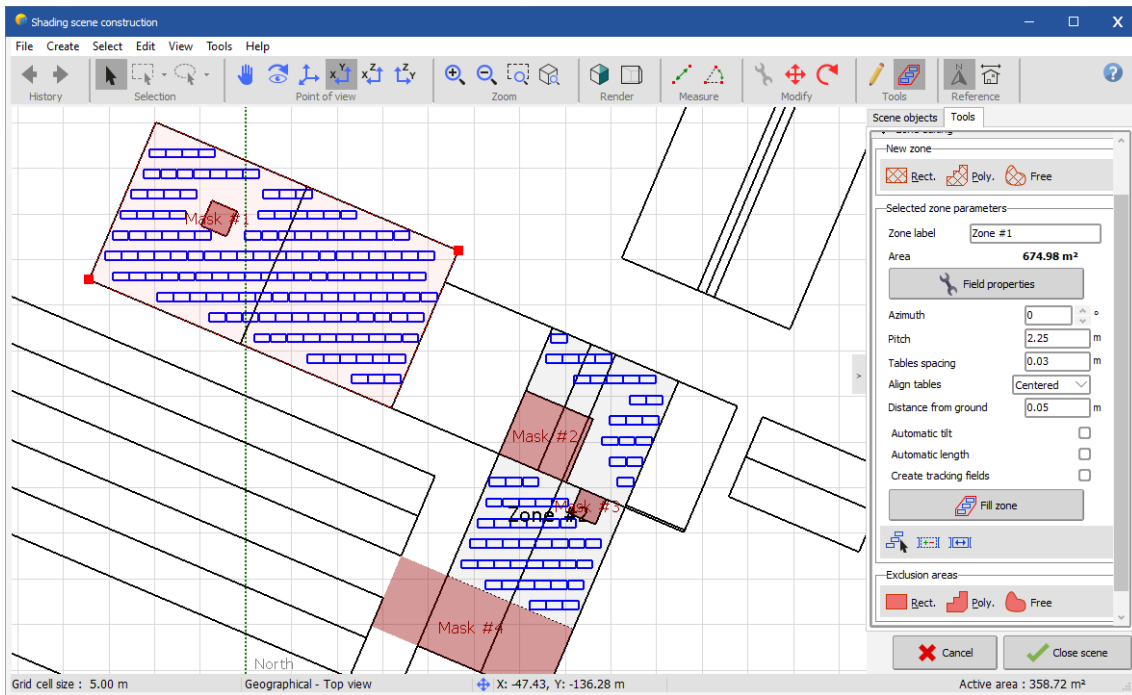 Shading scene construction
File Create Select Edit View Tools Help
History Selection Point of view Zoom Render Measure Modify Tools Reference
Scene objects Tools
New zone
Rect. Poly. Free
Selected zone parameters
Zone label Zone #1
Area 674.98 m²
Field properties
Azimuth 0 °
Pitch 2.25 m
Tables spacing 0.03 m
Align tables Centered
Distance from ground 0.05 m
Automatic tilt
Automatic length
Create tracking fields
Fill zone
Exclusion areas
Rect. Poly. Free
Cancel Close scene
Mask #1
Mask #2
Mask #3
Zone #2
Mask #4
North
Grid cell size : 5.00 m Geographical - Top view X: -47.43, Y: -136.28 m Active area : 358.72 m²